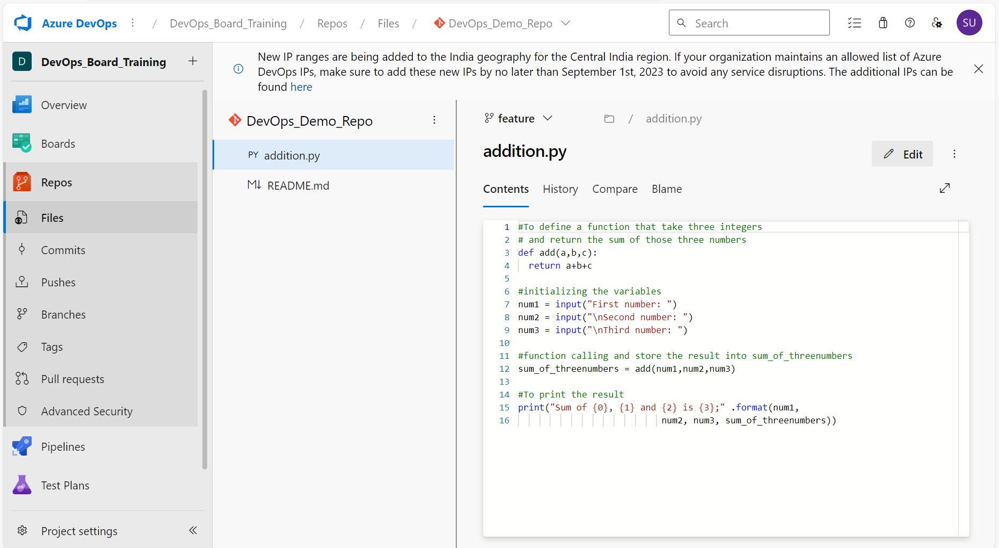 Azure DevOps / DevOps_Board_Training / Repos / Files / DevOps_Demo_Repo
Search
SU
D DevOps_Board_Training +
Overview
Boards
Repos
Files
Commits
Pushes
Branches
Tags
Pull requests
Advanced Security
Pipelines
Test Plans
Project settings
New IP ranges are being added to the India geography for the Central India region. If your organization maintains an allowed list of Azure
DevOps IPs, make sure to add these new IPs by no later than September 1st, 2023 to avoid any service disruptions. The additional IPs can be
found here
DevOps_Demo_Repo
PY addition.py
M↓ README.md
feature / addition.py
addition.py
Edit
Contents History Compare Blame
1 #To define a function that take three integers
2 # and return the sum of those three numbers
3 def add(a,b,c):
4 return a+b+c
5
6 #initializing the variables
7 num1 = input("First number: ")
8 num2 = input("\nSecond number: ")
9 num3 = input("\nThird number: ")
10
11 #function calling and store the result into sum_of_threenumbers
12 sum_of_threenumbers = add(num1,num2,num3)
13
14 #To print the result
15 print("Sum of {0}, {1} and {2} is {3};" .format(num1,
16 num2, num3, sum_of_threenumbers))